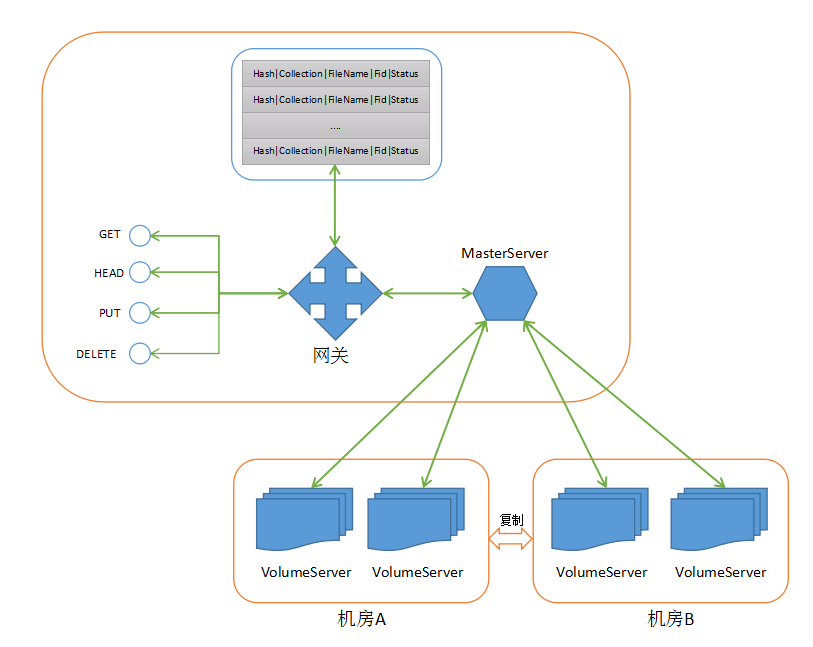 Hash|Collection|FileName|Fid|Status
Hash|Collection|FileName|Fid|Status
....
Hash|Collection|FileName|Fid|Status
GET
HEAD
PUT
DELETE
网关
MasterServer
VolumeServer
VolumeServer
复制
VolumeServer
VolumeServer
机房A
机房B